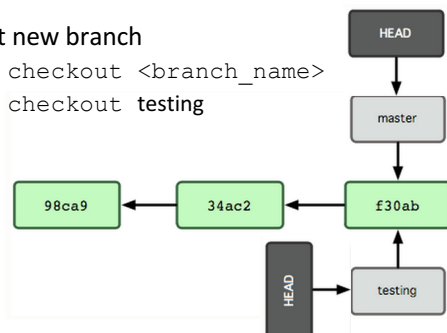 t new branch
HEAD
checkout <branch_name>
checkout testing
master
98ca9
34ac2
f30ab
HEAD
testing